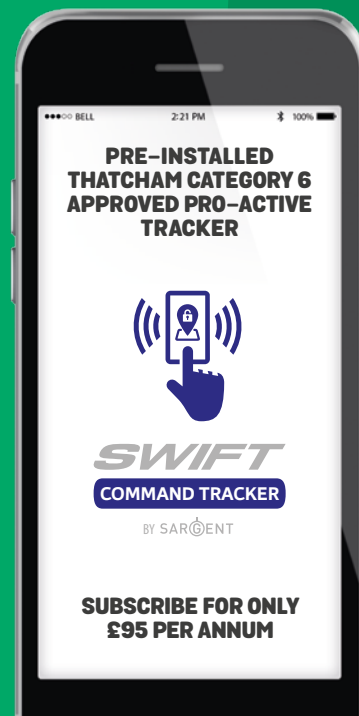 BELL 2:21 PM 100%
PRE-INSTALLED
THATCHAM CATEGORY 6
APPROVED PRO-ACTIVE
TRACKER
SWIFT
COMMAND TRACKER
BY SARGENT
SUBSCRIBE FOR ONLY
£95 PER ANNUM